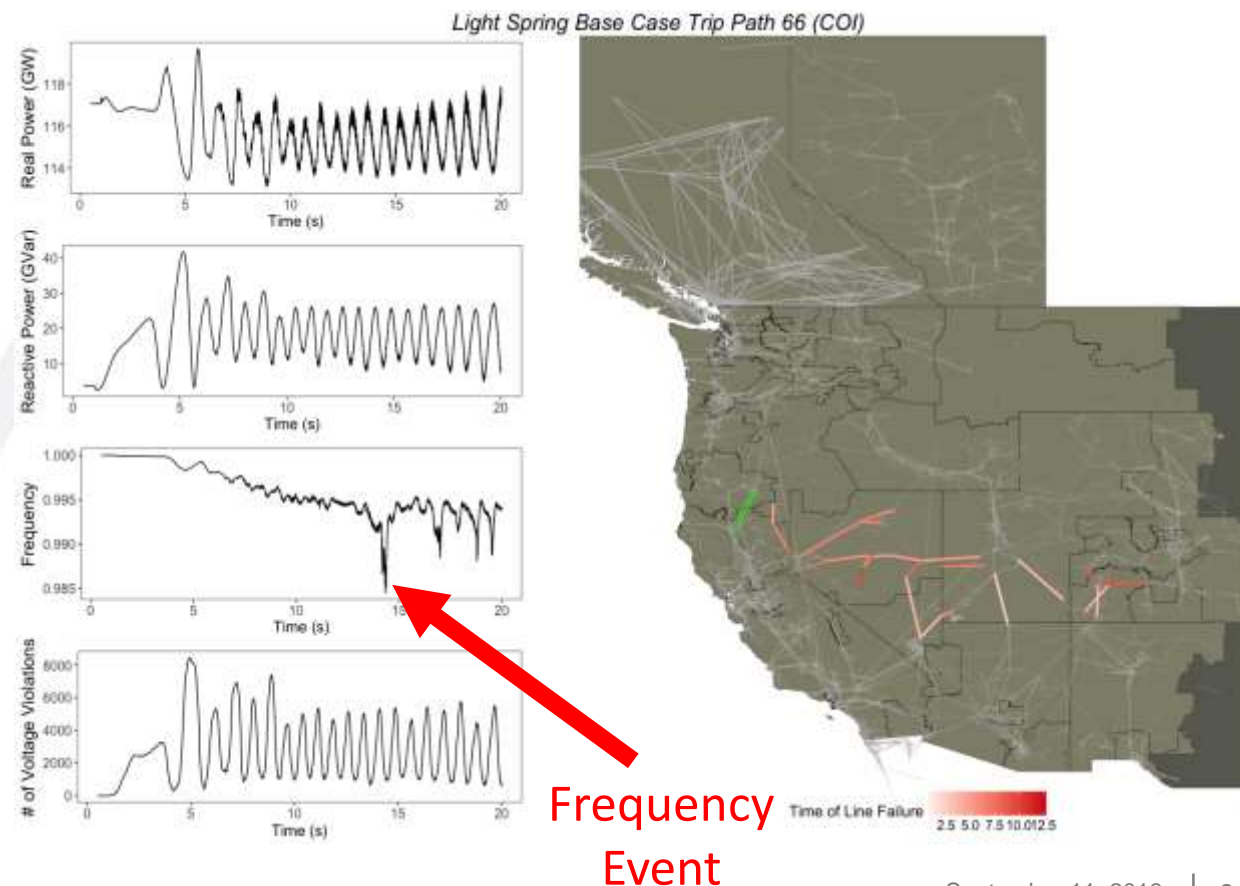 Light Spring Base Case Trip Path 66 (COI)
Real Power (GW)
118
116
114
0 5 10 15 20
Time (s)
Reactive Power (GVar)
40
30
20
10
0 5 10 15 20
Time (s)
Frequency
1.000
0.995
0.990
0.985
0 5 10 15 20
Time (s)
# of Voltage Violations
8000
6000
4000
2000
0
0 5 10 15 20
Time (s)
Frequency
Event
Time of Line Failure
2.5 5.0 7.5 10.0 12.5